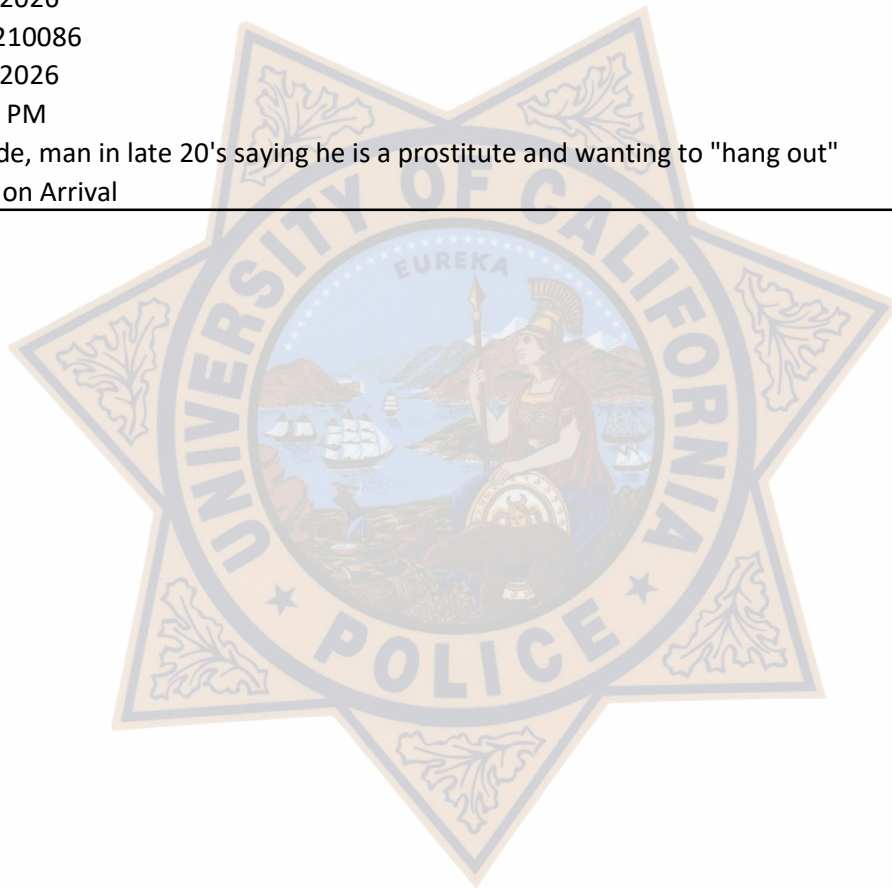 2026
210086
2026
PM
de, man in late 20's saying he is a prostitute and wanting to "hang out"
on Arrival
UNIVERSITY OF CALIFORNIA
EUREKA
★ POLICE ★